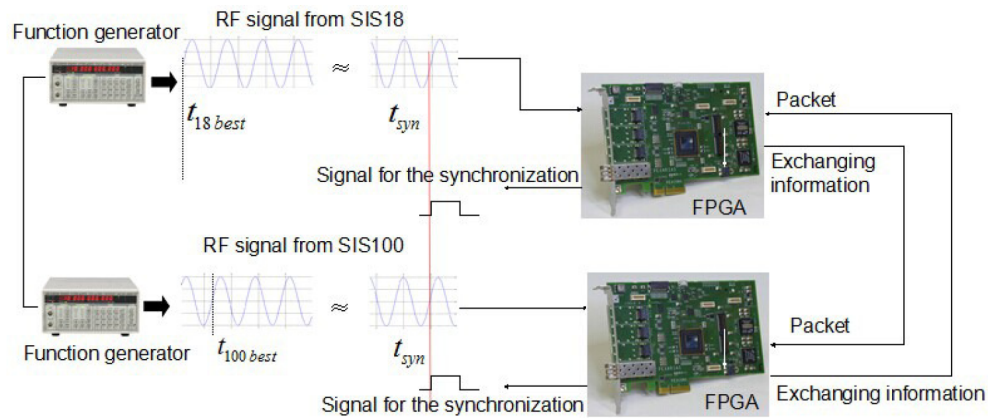 Function generator
RF signal from SIS18
t18 best
tsyn
Packet
Exchanging
information
Signal for the synchronization
FPGA
RF signal from SIS100
Function generator
t100 best
tsyn
Packet
Signal for the synchronization
FPGA
Exchanging information